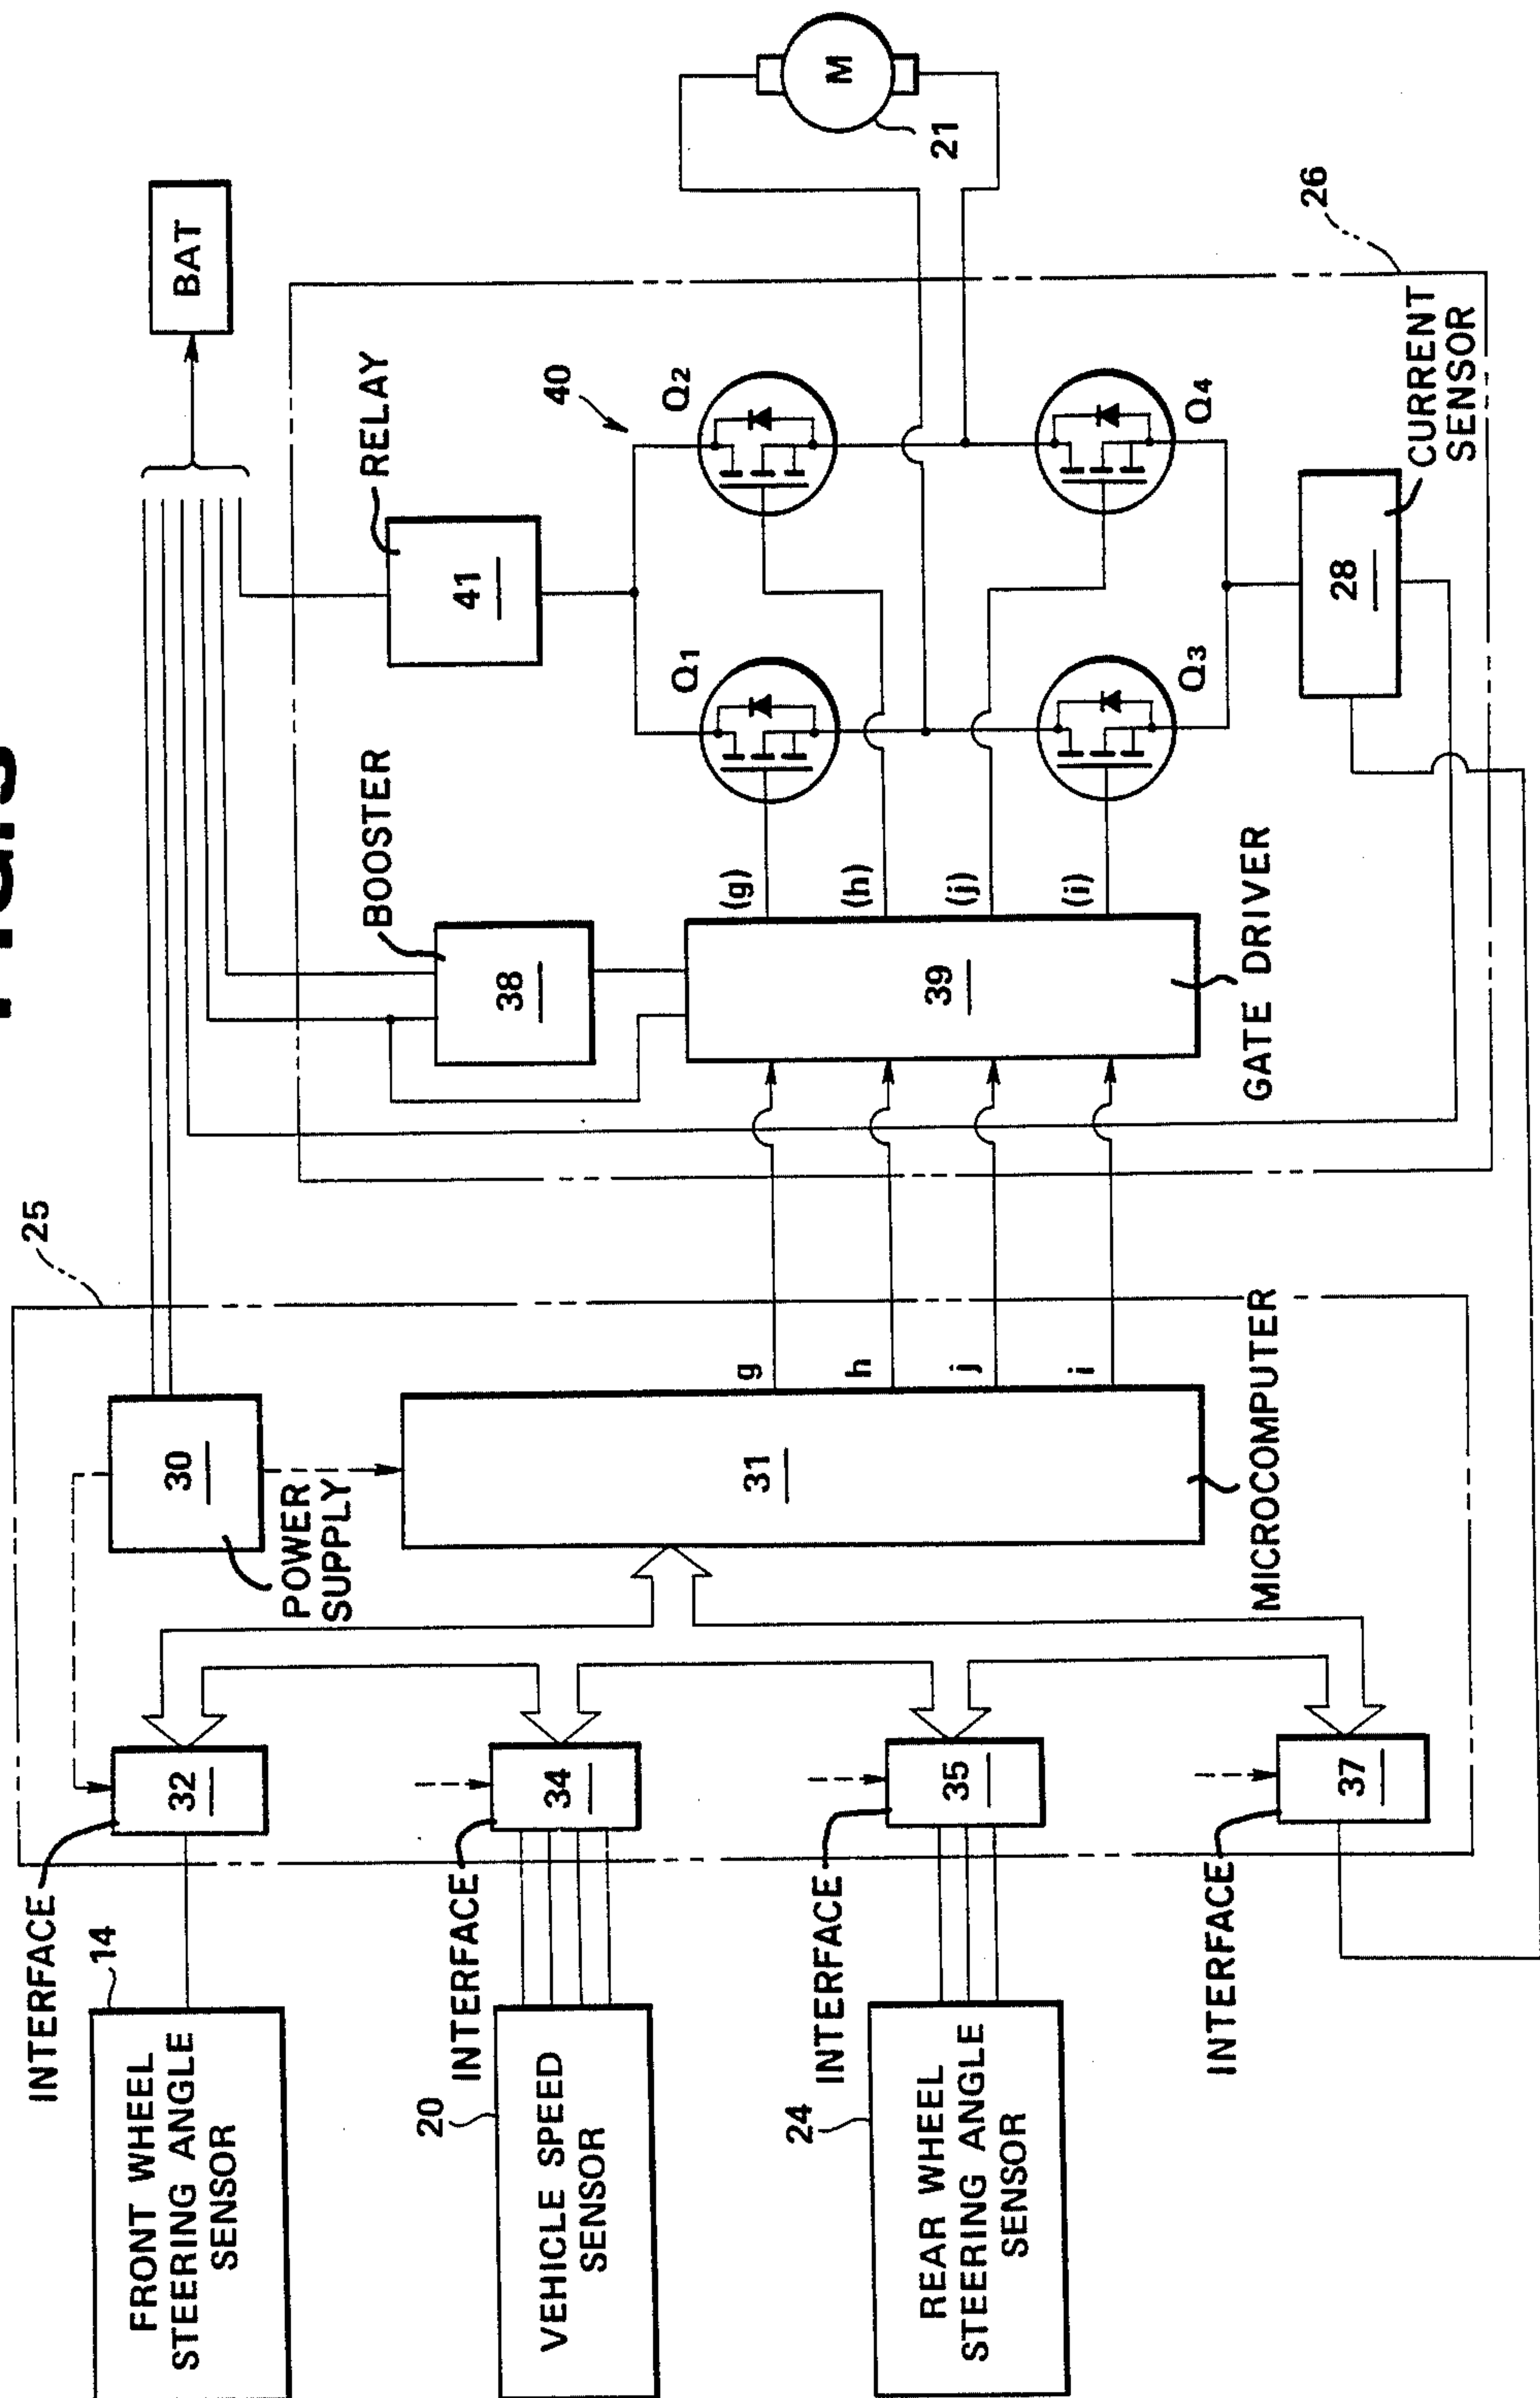 BAT
25
INTERFACE
14
FRONT WHEEL
STEERING ANGLE
SENSOR
32
30
POWER
SUPPLY
BOOSTER
38
RELAY
41
40
Q1
Q2
M
21
20
VEHICLE SPEED
SENSOR
INTERFACE
34
31
MICROCOMPUTER
g
h
j
i
39
GATE DRIVER
(g)
(h)
(j)
(i)
Q3
Q4
26
24
REAR WHEEL
STEERING ANGLE
SENSOR
INTERFACE
35
INTERFACE
37
28
CURRENT
SENSOR